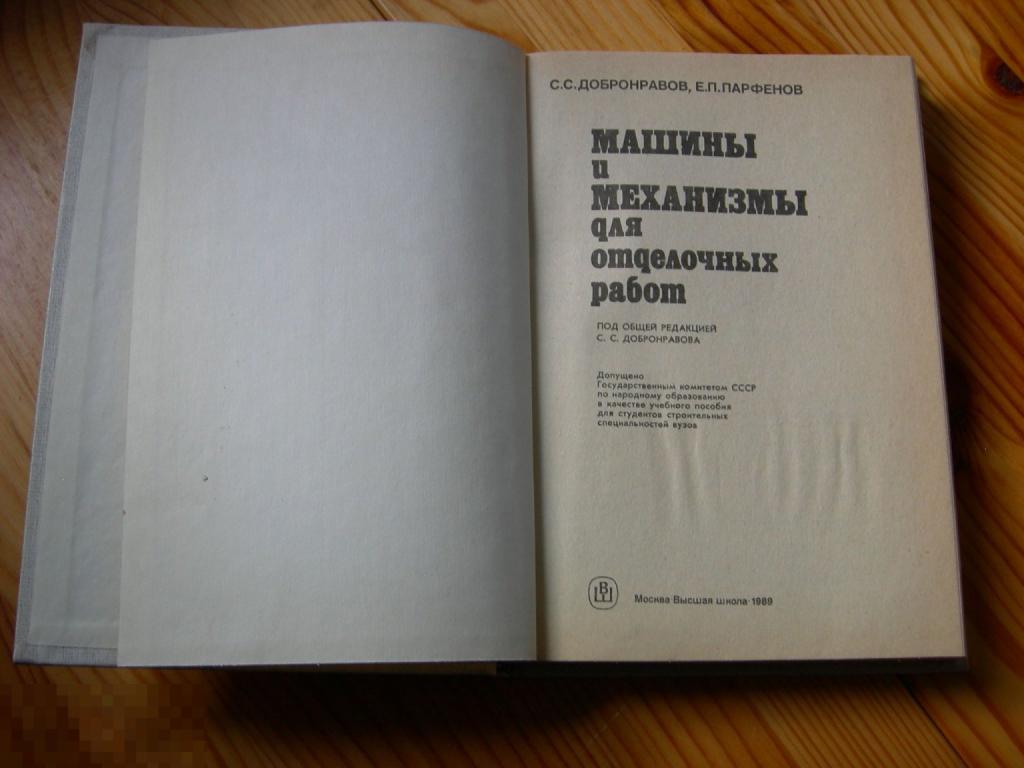 С.С.ДОБРОНРАВОВ, Е.П.ПАРФЕНОВ
МАШИНЫ
и
МЕХАНИЗМЫ
для
отделочных
работ
ПОД ОБЩЕЙ РЕДАКЦИЕЙ
С. С. ДОБРОНРАВОВА
Допущено
Государственным комитетом СССР
по народному образованию
в качестве учебного пособия
для студентов строительных
специальностей вузов
ВШ
Москва Высшая школа 1989